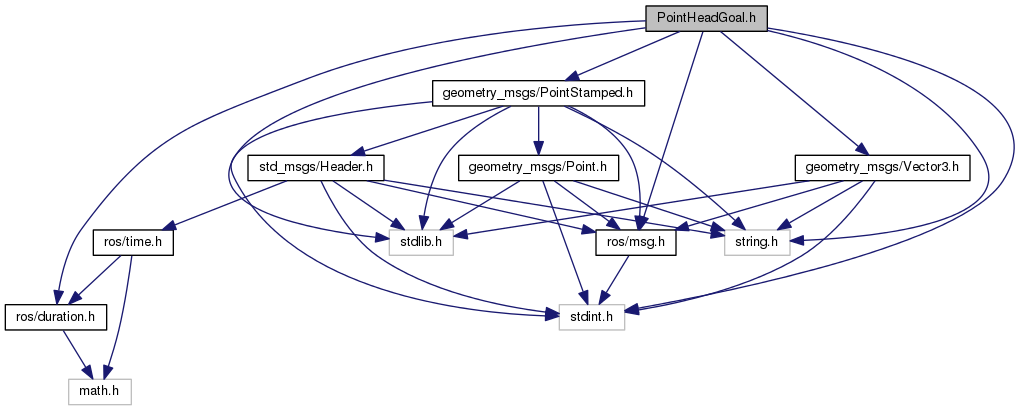 PointHeadGoal.h
geometry_msgs/PointStamped.h
std_msgs/Header.h
geometry_msgs/Point.h
geometry_msgs/Vector3.h
ros/time.h
stdlib.h
ros/msg.h
string.h
ros/duration.h
stdint.h
math.h